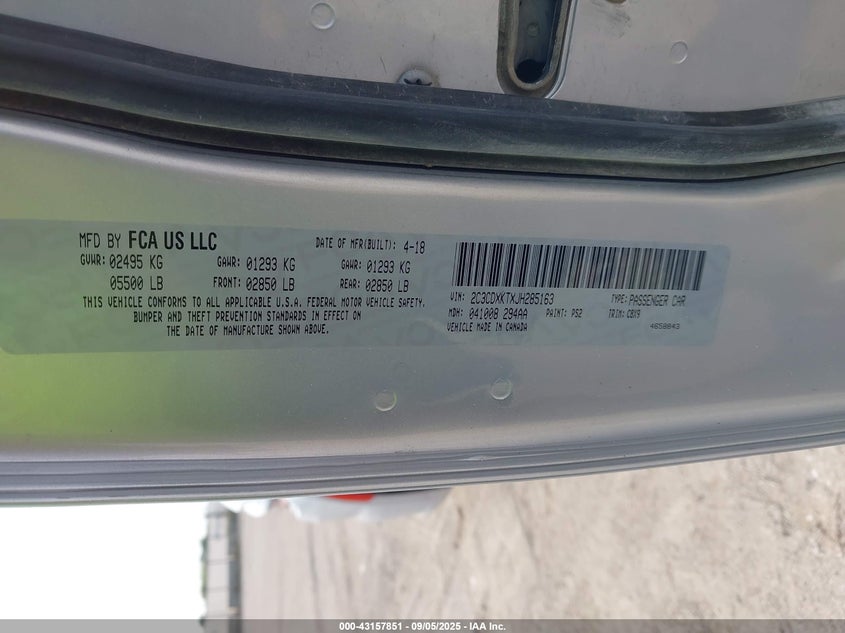 MFD BY FCA US LLC
DATE OF MFR(BUILT): 4-18
GVWR: 02495 KG GAWR: 01293 KG GAWR: 01293 KG
05500 LB FRONT: 02850 LB REAR: 02850 LB
THIS VEHICLE CONFORMS TO ALL APPLICABLE U.S.A. FEDERAL MOTOR VEHICLE SAFETY,
BUMPER AND THEFT PREVENTION STANDARDS IN EFFECT ON
THE DATE OF MANUFACTURE SHOWN ABOVE.
VIN: 2C3CDXKTXJH285163 TYPE: PASSENGER CAR
MDH: 041008 294AA PAINT: PS2 TRIM: CBX9
VEHICLE MADE IN CANADA 4658843
000-43157851 - 09/05/2025 - IAA Inc.